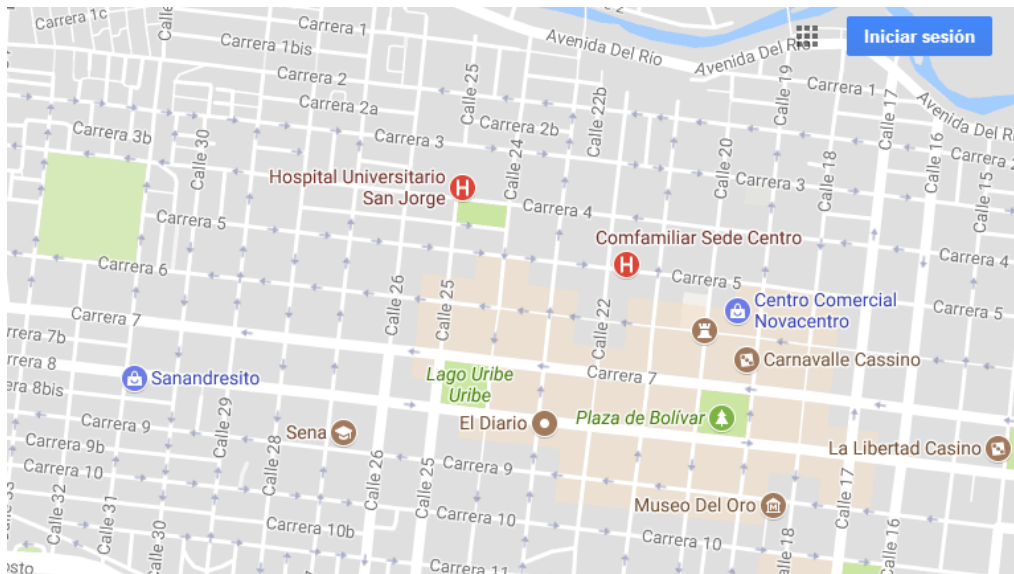 Carrera 1c
Calle 28
Carrera 1
2
Avenida Del Río
Avenida Del Río
Iniciar sesión
Carrera 1bis
Carrera 2
Calle 25
Calle 22b
Calle 19
Carrera 1
Calle 17
Avenida Del R
Carrera 2a
Carrera 2b
Carrera 3b
Calle 30
Carrera 3
Calle 24
Calle 20
Calle 18
Calle 16
Carrera 2
Calle 15
Hospital Universitario
San Jorge
Carrera 3
Carrera 4
Carrera 5
Comfamiliar Sede Centro
Carrera 4
Carrera 6
Calle 26
Calle 25
Carrera 5
Centro Comercial
Novacentro
Carrera 5
Carrera 7
Calle 22
rrera 7b
Carnavalle Cassino
rrera 8
Lago Uribe
Uribe
Carrera 7
era 8bis
Sanandresito
Calle 29
Plaza de Bolívar
El Diario
Carrera 9
Sena
Calle 28
La Libertad Casino
Carrera 9b
Calle 26
Calle 25
Carrera 9
Calle 17
Carrera 10
Calle 32
Calle 31
Museo Del Oro
Calle 16
Carrera 10
Calle 30
Carrera 10b
Carrera 10
Calle 18
osto
Carrera 11